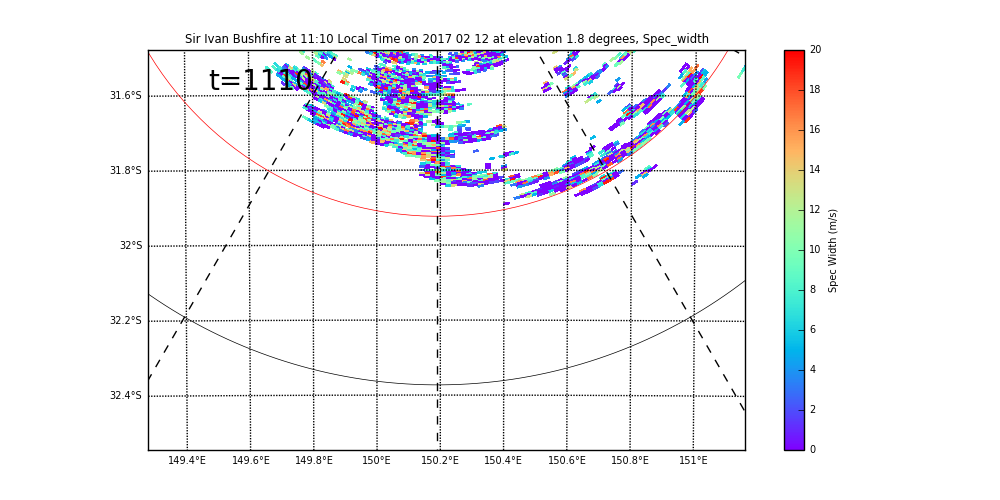 Sir Ivan Bushfire at 11:10 Local Time on 2017 02 12 at elevation 1.8 degrees, Spec_width
t=1110
31.6°S
31.8°S
32°S
32.2°S
32.4°S
149.4°E 149.6°E 149.8°E 150°E 150.2°E 150.4°E 150.6°E 150.8°E 151°E
20
18
16
14
12
10
8
6
4
2
0
Spec Width (m/s)